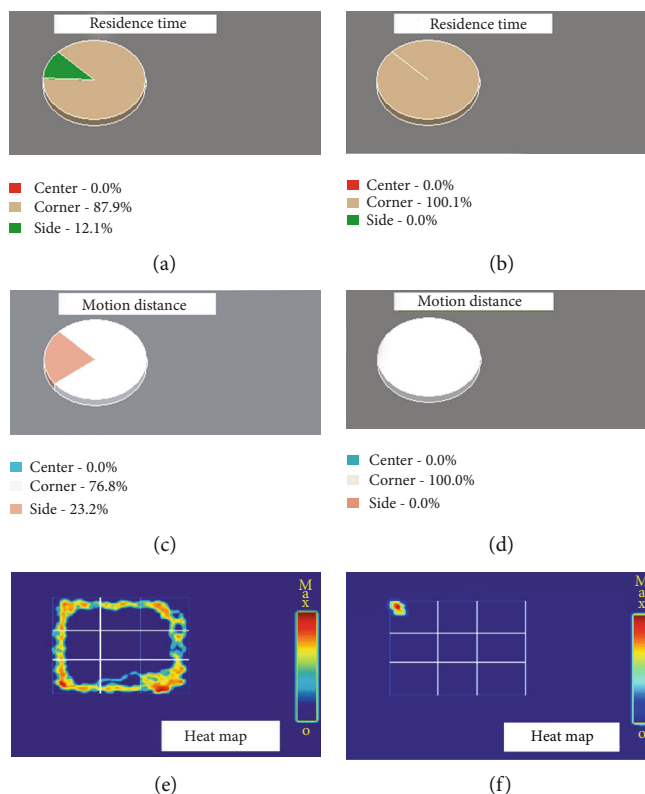 Residence time
Center - 0.0%
Corner - 87.9%
Side - 12.1%
(a)
Residence time
Center - 0.0%
Corner - 100.1%
Side - 0.0%
(b)
Motion distance
Center - 0.0%
Corner - 76.8%
Side - 23.2%
(c)
Motion distance
Center - 0.0%
Corner - 100.0%
Side - 0.0%
(d)
Max
0
Heat map
(e)
Max
0
Heat map
(f)